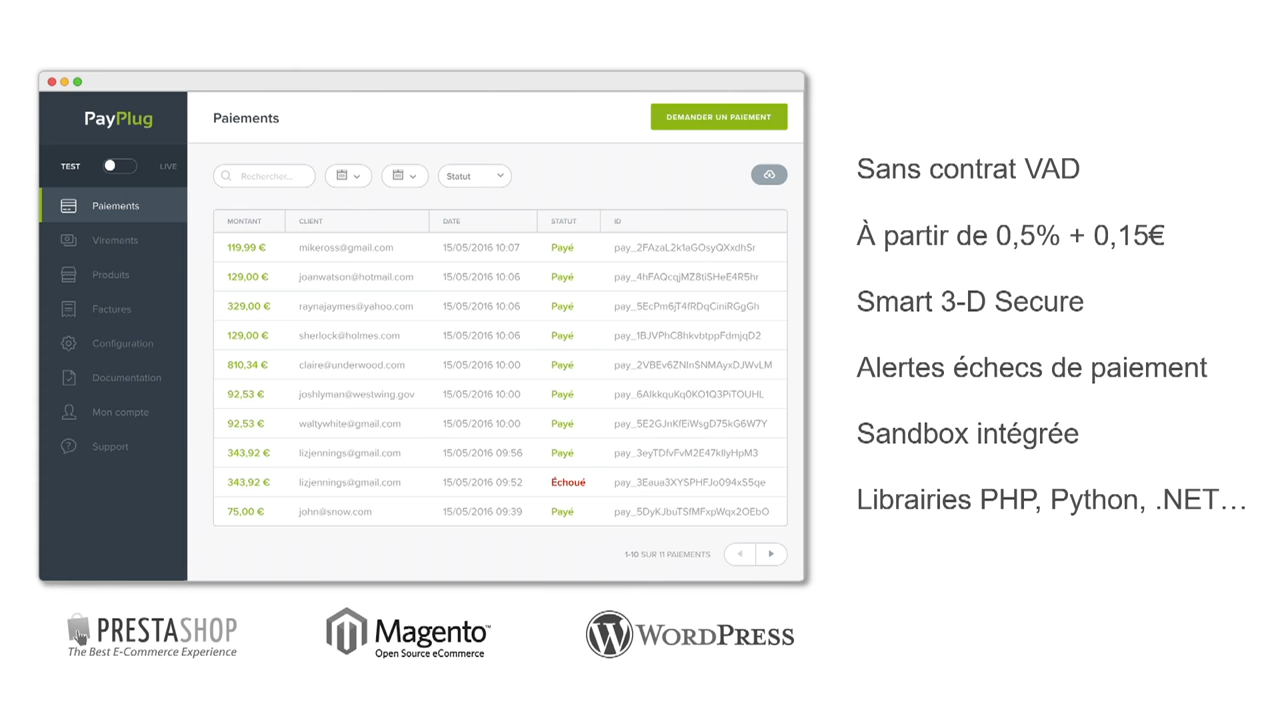 PayPlug
TEST LIVE
Paiements
Virements
Produits
Factures
Configuration
Documentation
Mon compte
Support
Paiements
DEMANDER UN PAIEMENT
Rechercher... Statut
MONTANT CLIENT DATE STATUT ID
119,99 € mikeross@gmail.com 15/05/2016 10:07 Payé pay_2FAzaL2k1aGOsyQXxdhSr
129,00 € joanwatson@hotmail.com 15/05/2016 10:06 Payé pay_4hFAQcqjMZ8tiSHeE4R5hr
329,00 € raynajaymes@yahoo.com 15/05/2016 10:06 Payé pay_5EcPm6jT4fRDqCiniRGgGh
129,00 € sherlock@holmes.com 15/05/2016 10:06 Payé pay_1BJVPhC8hkvbtppFdmjqD2
810,34 € claire@underwood.com 15/05/2016 10:00 Payé pay_2VBEv6ZNInSNMAyxDJWvLM
92,53 € joshlyman@westwing.gov 15/05/2016 10:00 Payé pay_6AIkkquKq0KO1Q3PiTOUHL
92,53 € waltywhite@gmail.com 15/05/2016 10:00 Payé pay_5E2GJnKfEiWsgD75kG6W7Y
343,92 € lizjennings@gmail.com 15/05/2016 09:56 Payé pay_3eyTDfvFvM2E47kIIyHpM3
343,92 € lizjennings@gmail.com 15/05/2016 09:52 Échoué pay_3Eaua3XYSPHFJo094xS5qe
75,00 € john@snow.com 15/05/2016 09:39 Payé pay_5DyKJbuTSfMFxpWqx2OEbO
1-10 SUR 11 PAIEMENTS
Sans contrat VAD
À partir de 0,5% + 0,15€
Smart 3-D Secure
Alertes échecs de paiement
Sandbox intégrée
Librairies PHP, Python, .NET…
PRESTASHOP
The Best E-Commerce Experience
Magento™
Open Source eCommerce
WORDPRESS